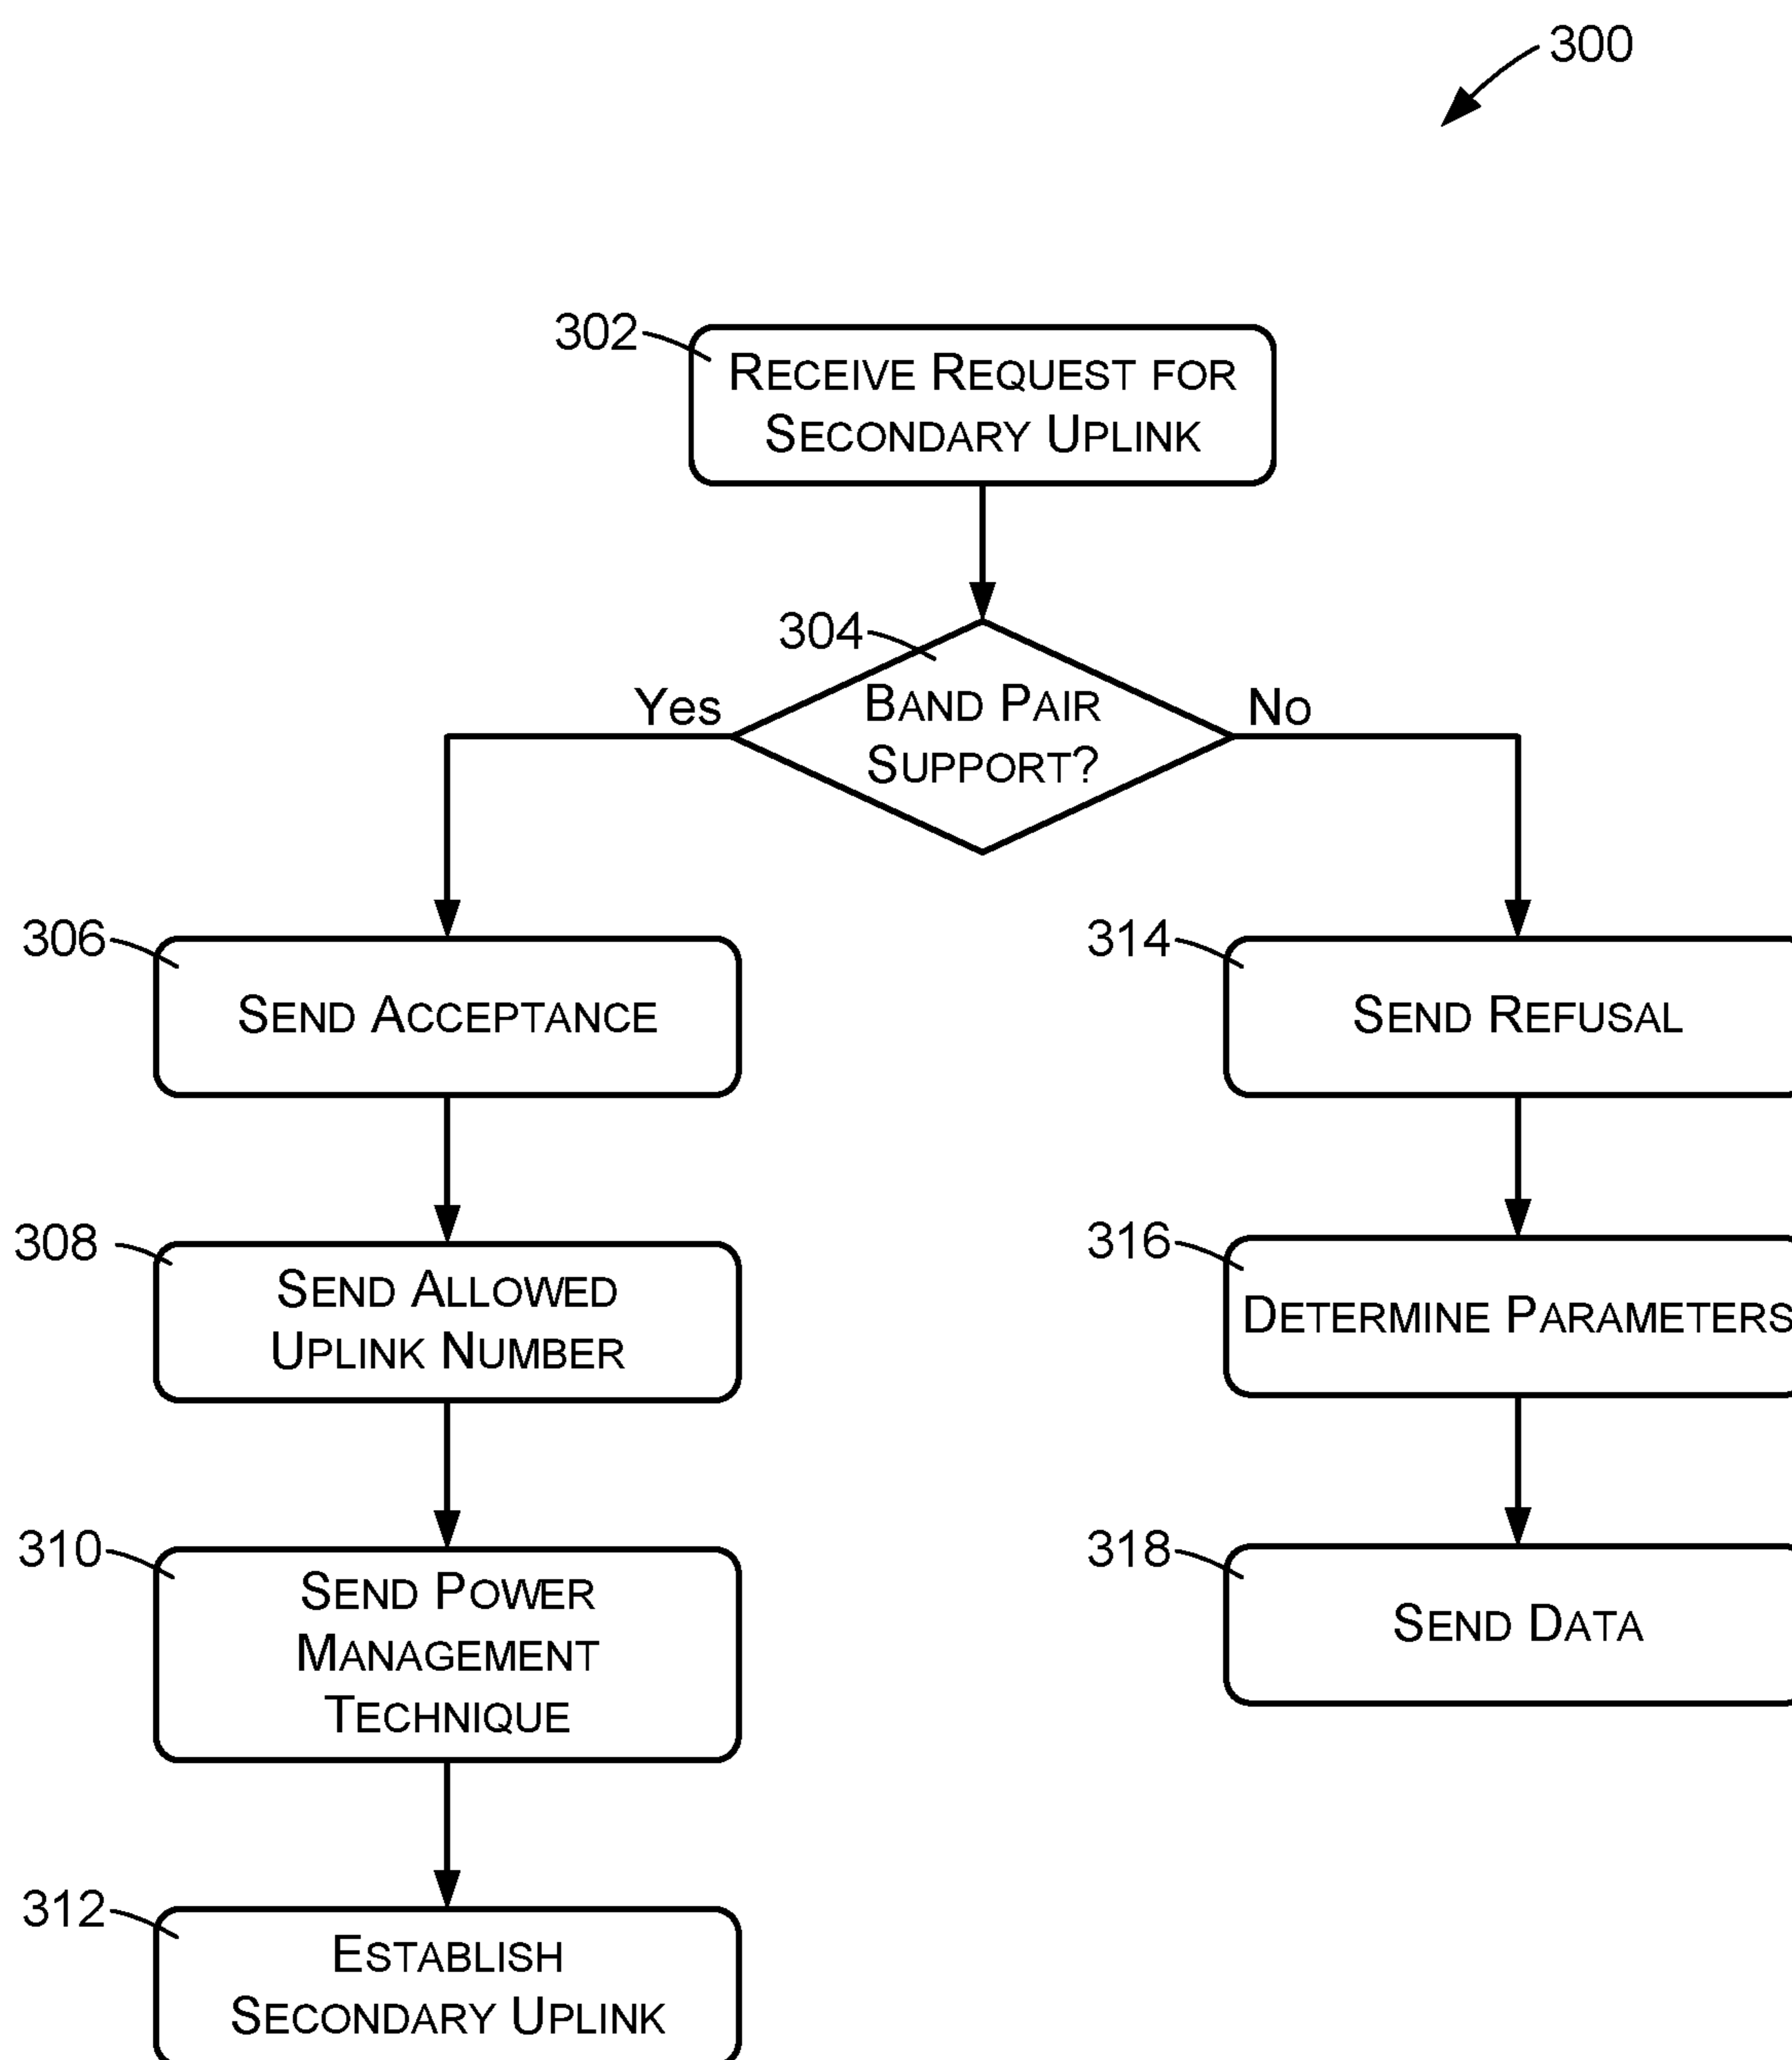 300
302
RECEIVE REQUEST FOR
SECONDARY UPLINK
304
Yes
BAND PAIR
SUPPORT?
No
306
SEND ACCEPTANCE
314
SEND REFUSAL
308
SEND ALLOWED
UPLINK NUMBER
316
DETERMINE PARAMETERS
310
SEND POWER
MANAGEMENT
TECHNIQUE
318
SEND DATA
312
ESTABLISH
SECONDARY UPLINK